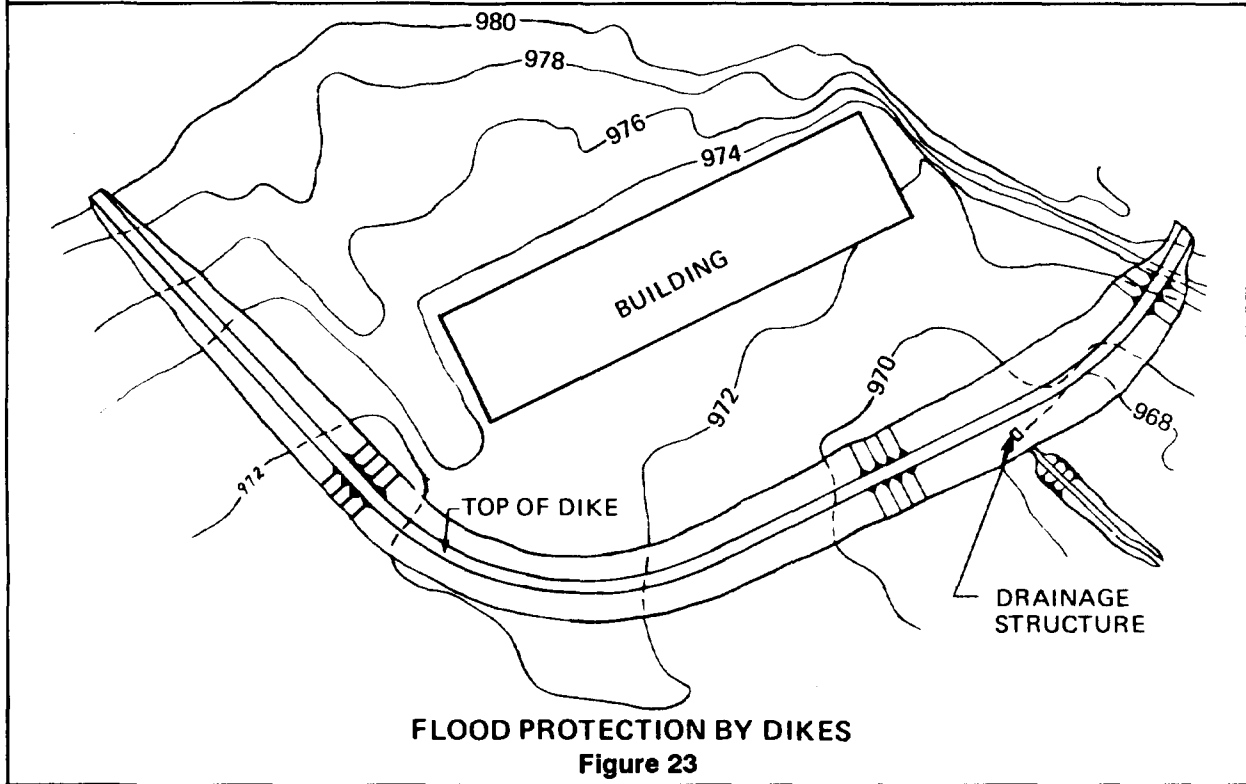 980
978
976
974
BUILDING
972
970
968
972
TOP OF DIKE
DRAINAGE
STRUCTURE
FLOOD PROTECTION BY DIKES
Figure 23